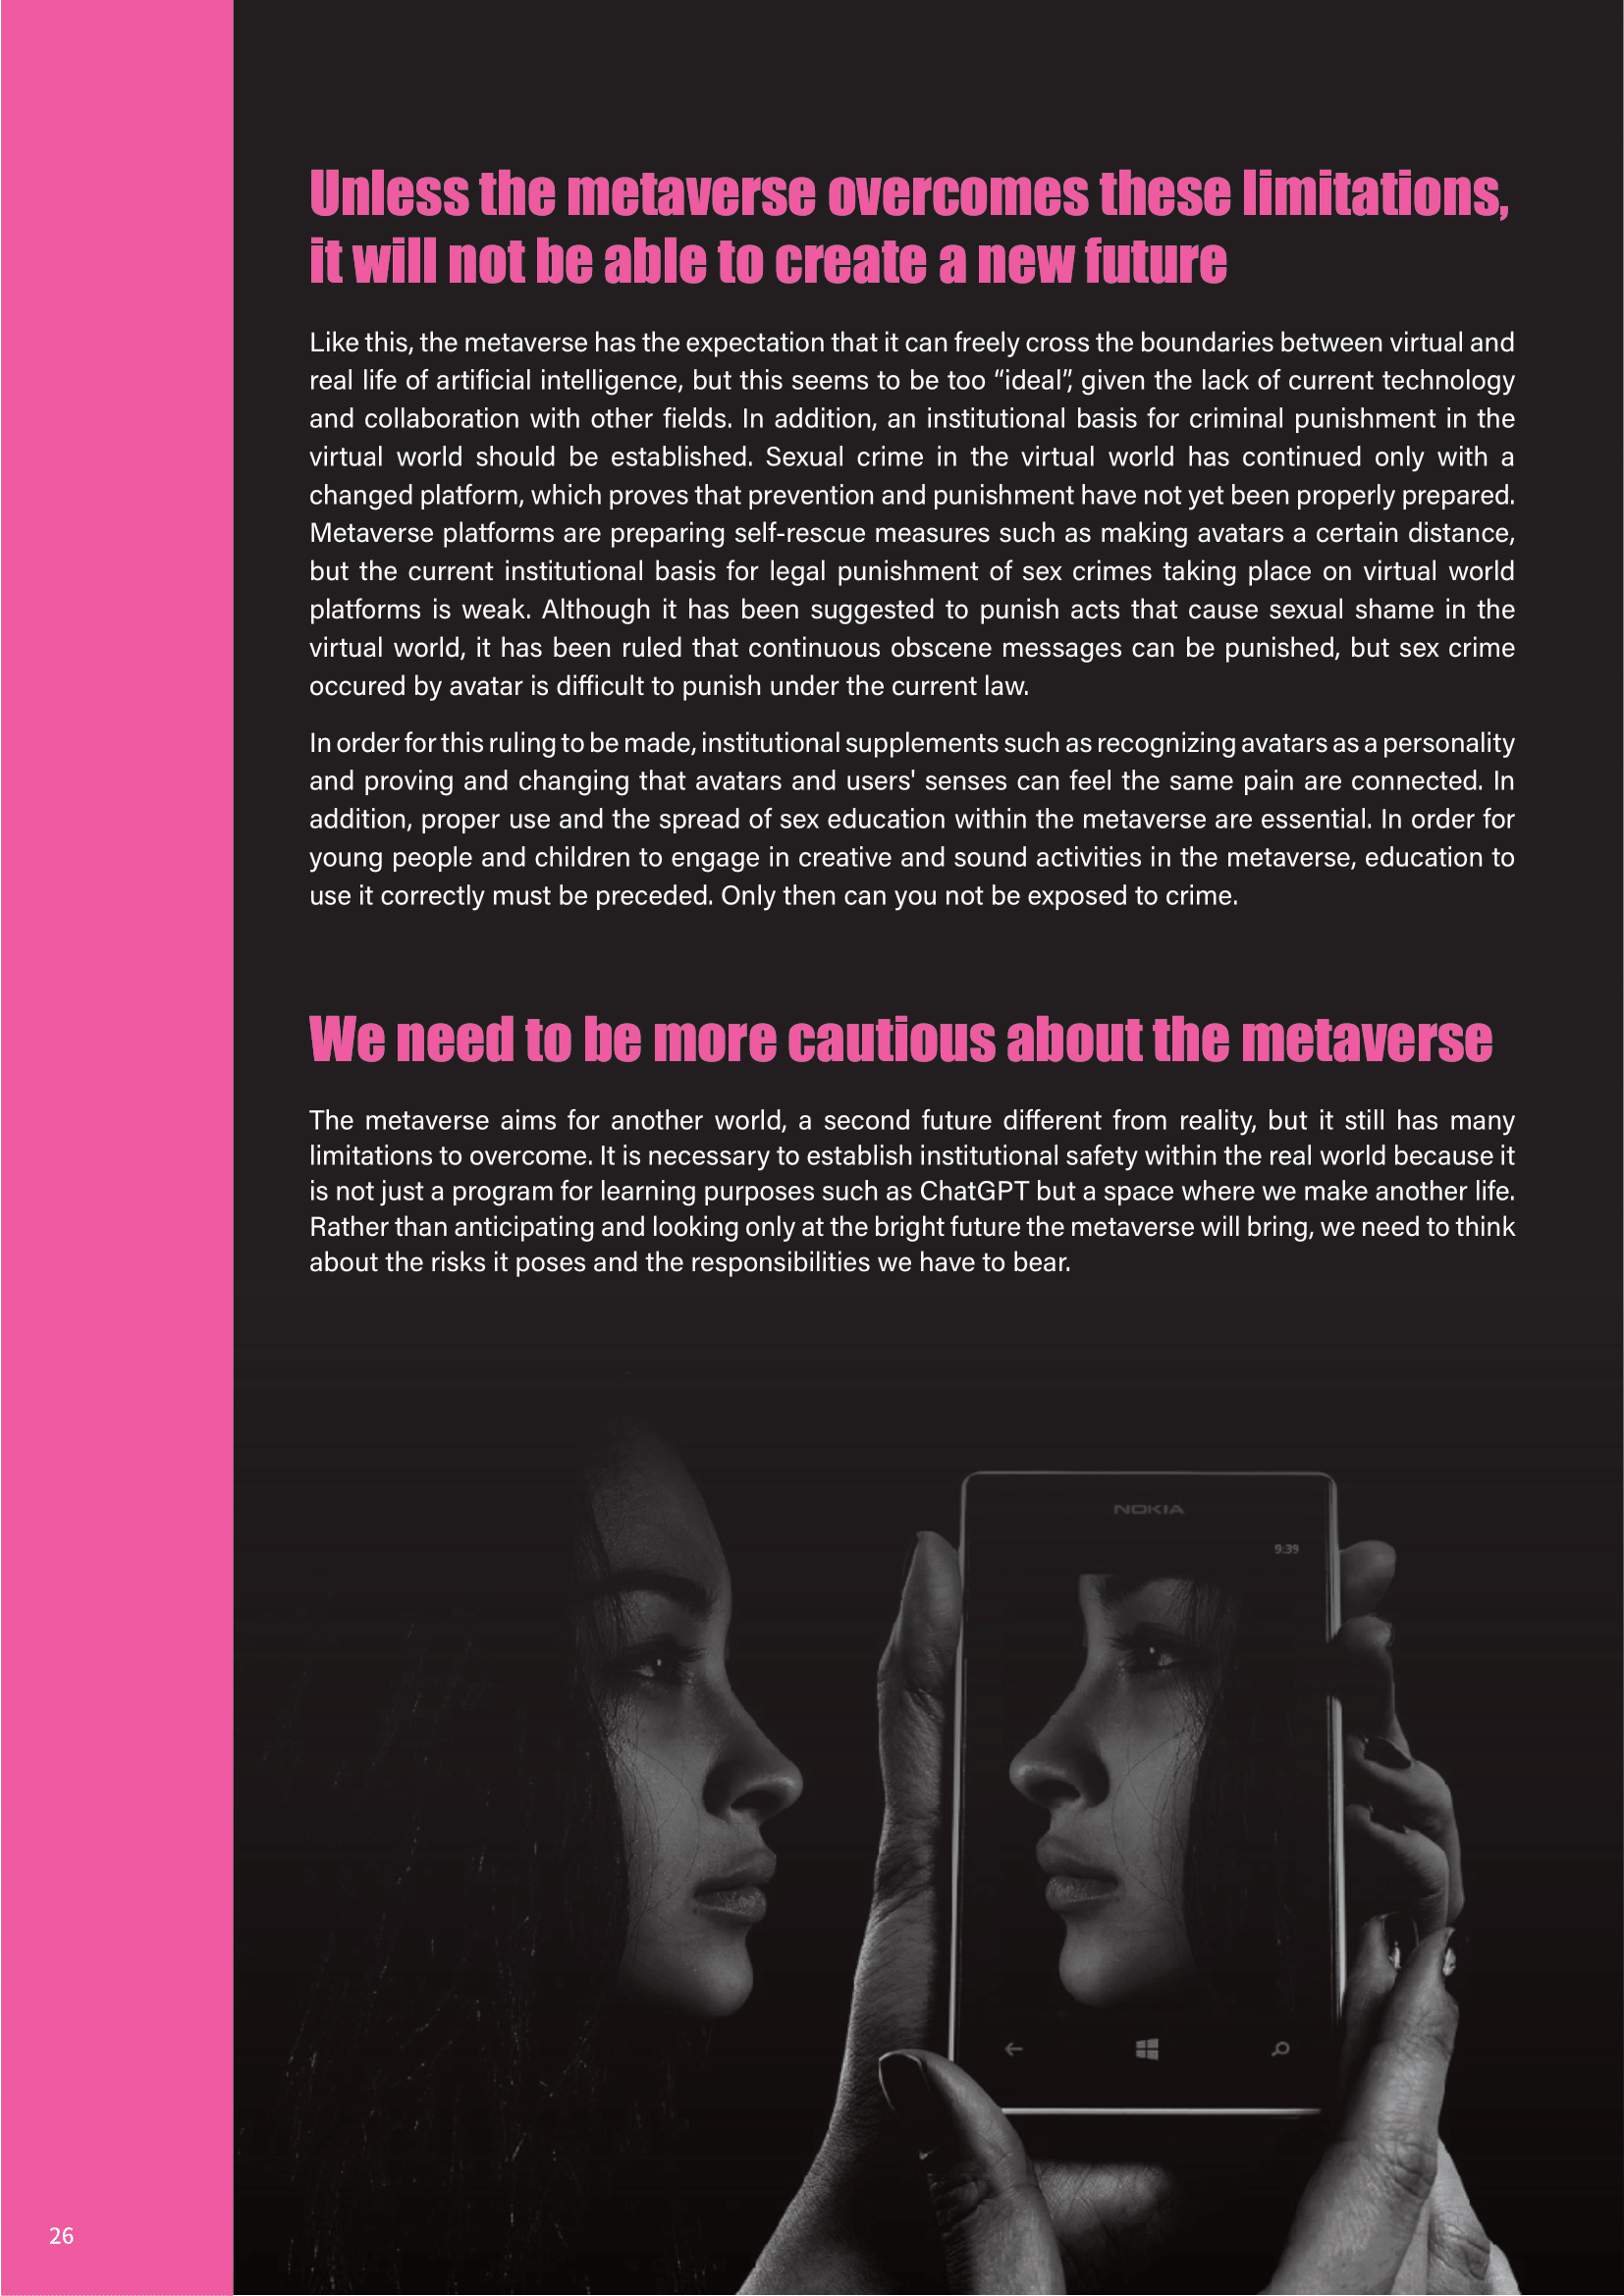 Unless the metaverse overcomes these limitations,
it will not be able to create a new future
Like this, the metaverse has the expectation that it can freely cross the boundaries between virtual and
real life of artificial intelligence, but this seems to be too “ideal”, given the lack of current technology
and collaboration with other fields. In addition, an institutional basis for criminal punishment in the
virtual world should be established. Sexual crime in the virtual world has continued only with a
changed platform, which proves that prevention and punishment have not yet been properly prepared.
Metaverse platforms are preparing self-rescue measures such as making avatars a certain distance,
but the current institutional basis for legal punishment of sex crimes taking place on virtual world
platforms is weak. Although it has been suggested to punish acts that cause sexual shame in the
virtual world, it has been ruled that continuous obscene messages can be punished, but sex crime
occured by avatar is difficult to punish under the current law.
In order for this ruling to be made, institutional supplements such as recognizing avatars as a personality
and proving and changing that avatars and users' senses can feel the same pain are connected. In
addition, proper use and the spread of sex education within the metaverse are essential. In order for
young people and children to engage in creative and sound activities in the metaverse, education to
use it correctly must be preceded. Only then can you not be exposed to crime.
We need to be more cautious about the metaverse
The metaverse aims for another world, a second future different from reality, but it still has many
limitations to overcome. It is necessary to establish institutional safety within the real world because it
is not just a program for learning purposes such as ChatGPT but a space where we make another life.
Rather than anticipating and looking only at the bright future the metaverse will bring, we need to think
about the risks it poses and the responsibilities we have to bear.
NOKIA
9:39
26